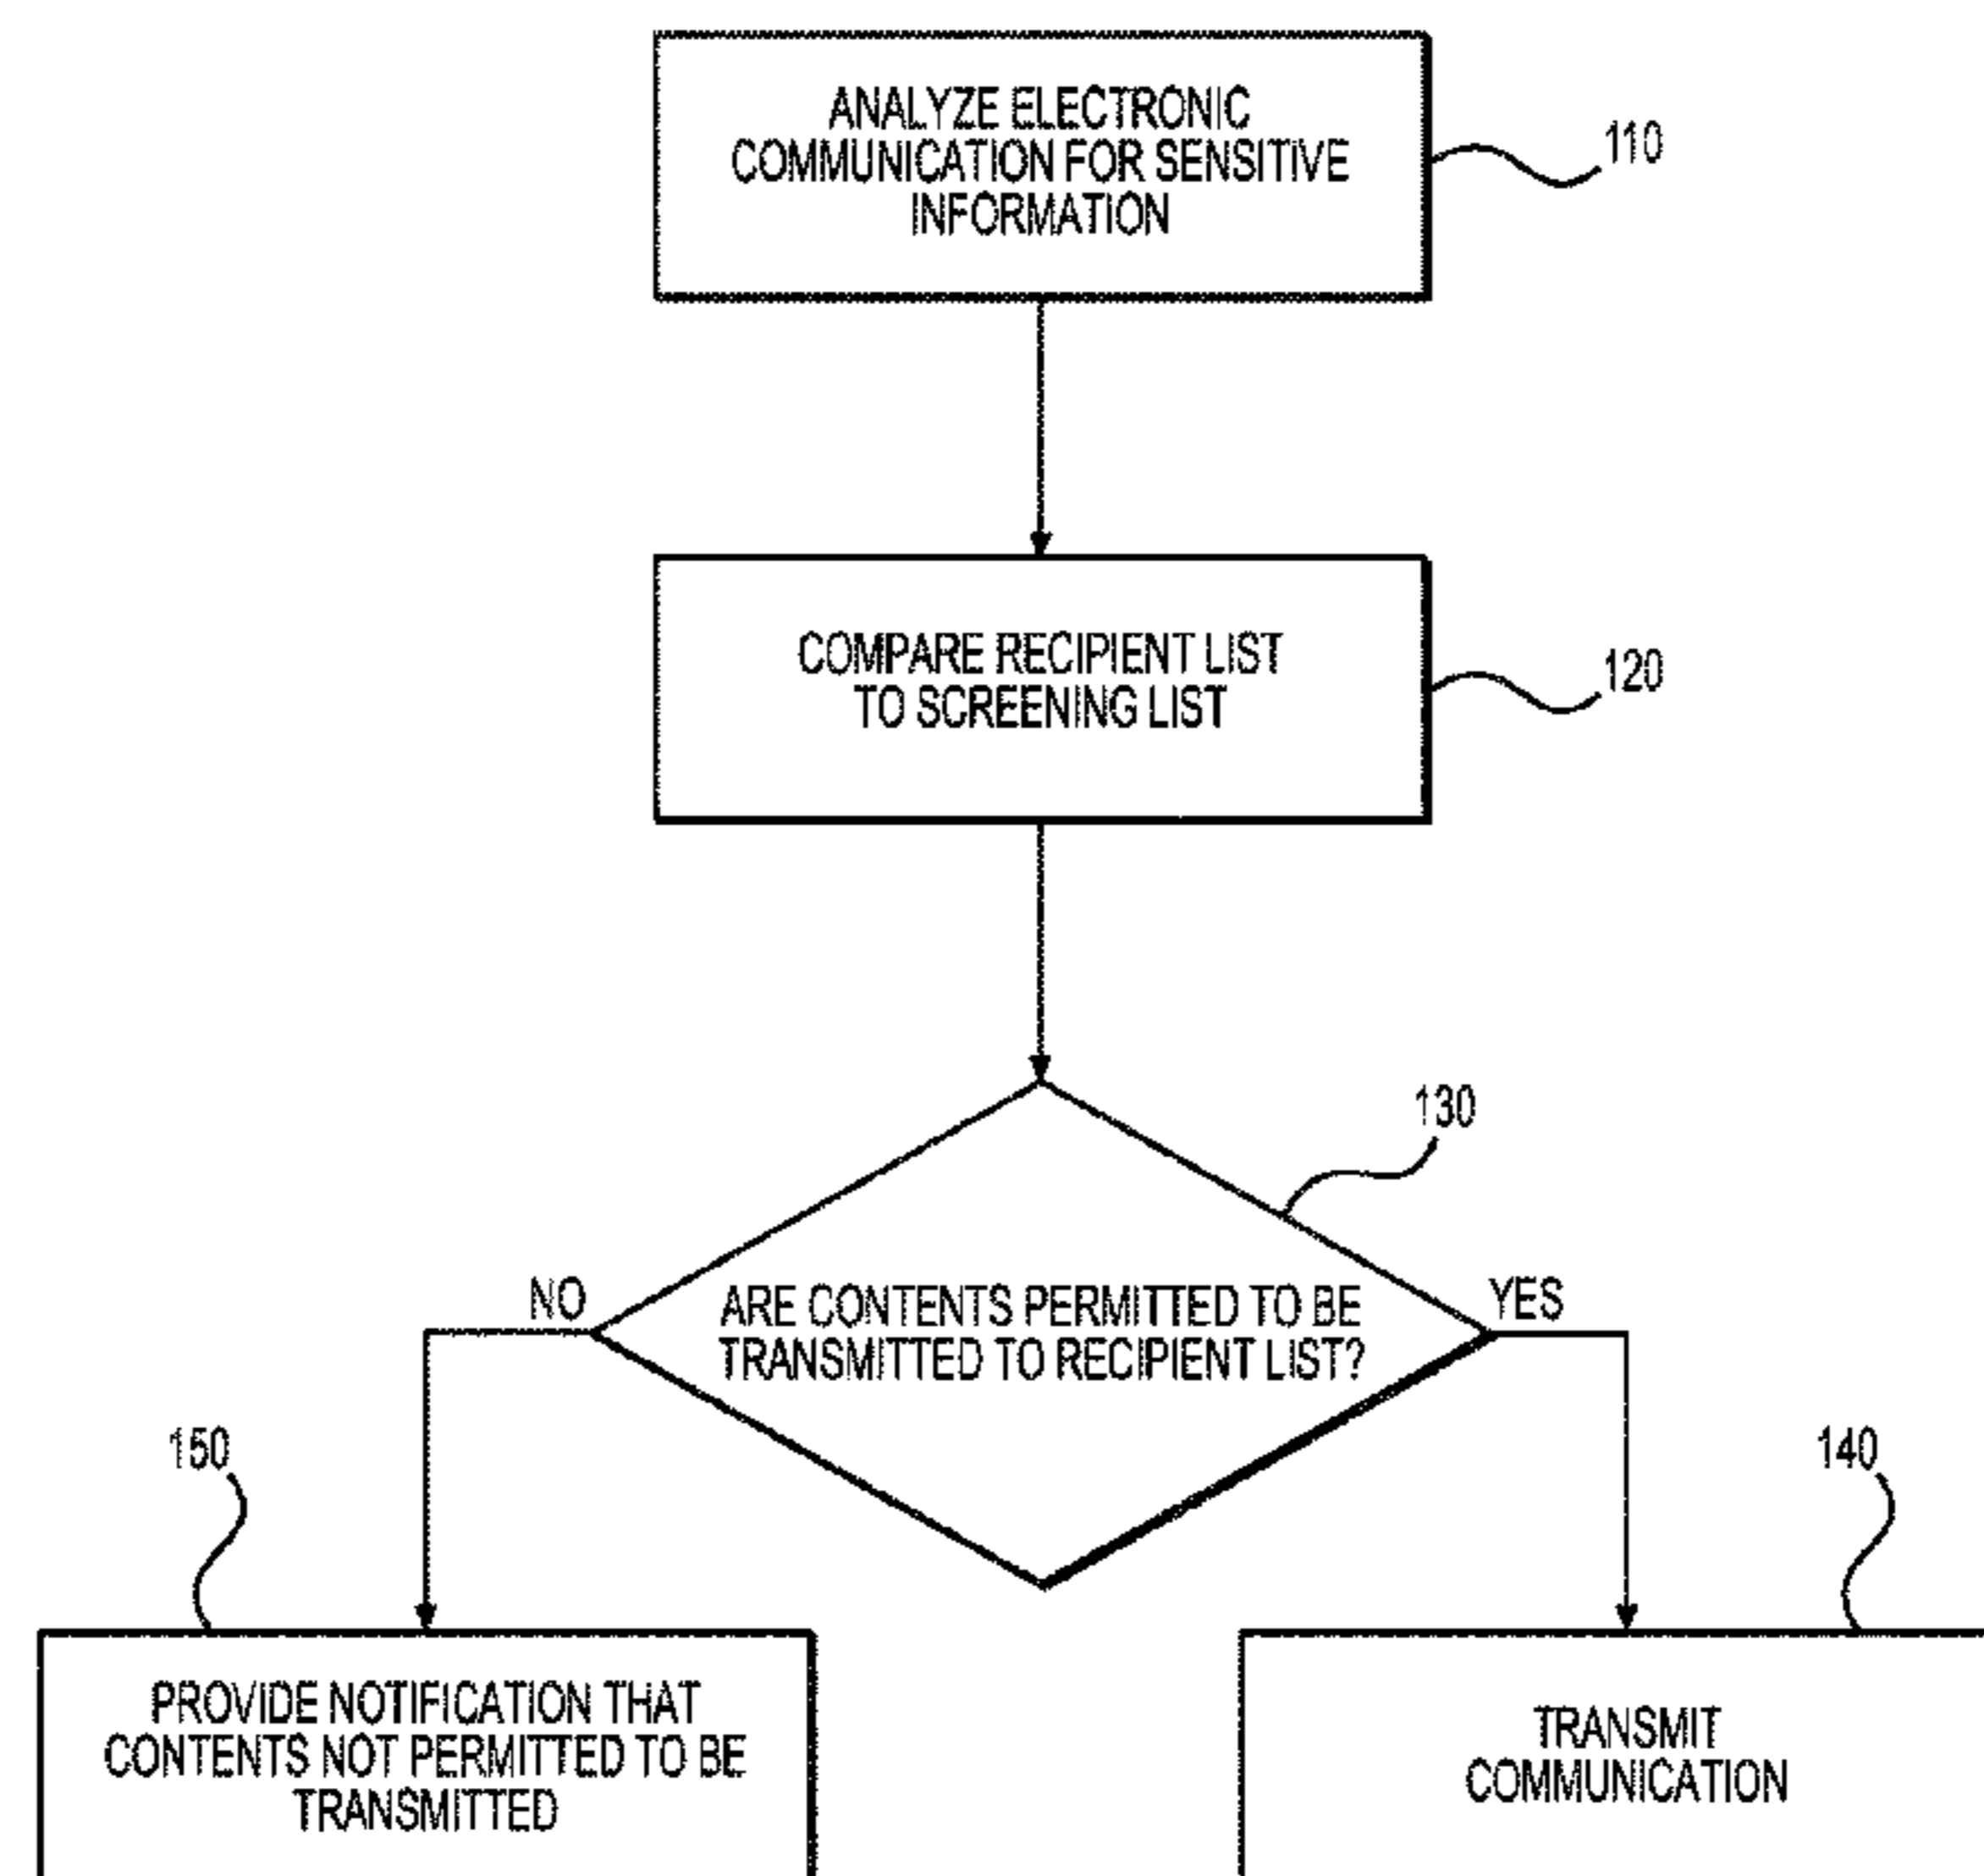 ANALYZE ELECTRONIC
COMMUNICATION FOR SENSITIVE
INFORMATION
110
COMPARE RECIPIENT LIST
TO SCREENING LIST
120
130
NO
ARE CONTENTS PERMITTED TO BE
TRANSMITTED TO RECIPIENT LIST?
YES
150
140
PROVIDE NOTIFICATION THAT
CONTENTS NOT PERMITTED TO BE
TRANSMITTED
TRANSMIT
COMMUNICATION